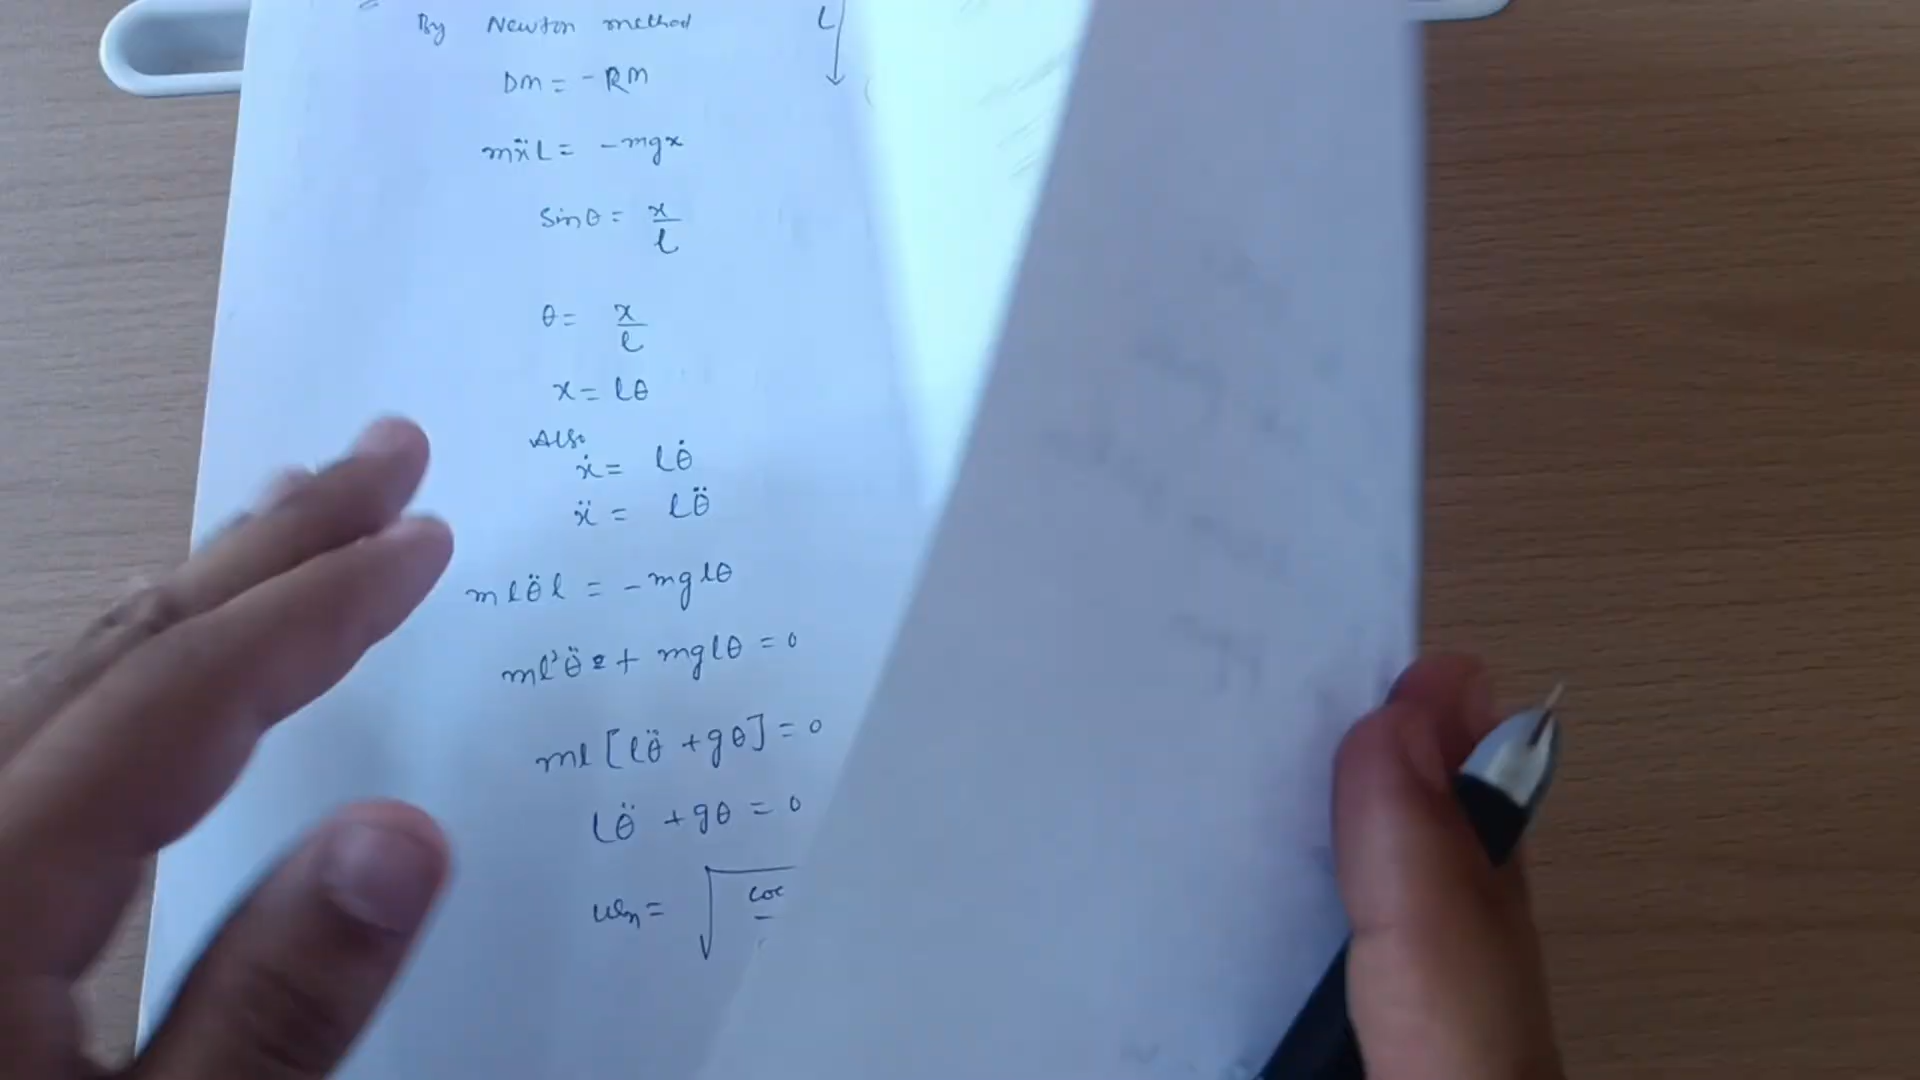 By Newton method
L
DM = - RM
mẍL = - mgx
Sinθ = x/l
θ = x/l
x = lθ
Also
ẋ = lθ̇
ẍ = lθ̈
mlθ̈l = - mglθ
ml²θ̈ + mglθ = 0
ml[lθ̈ + gθ] = 0
lθ̈ + gθ = 0
ωn = √ coc